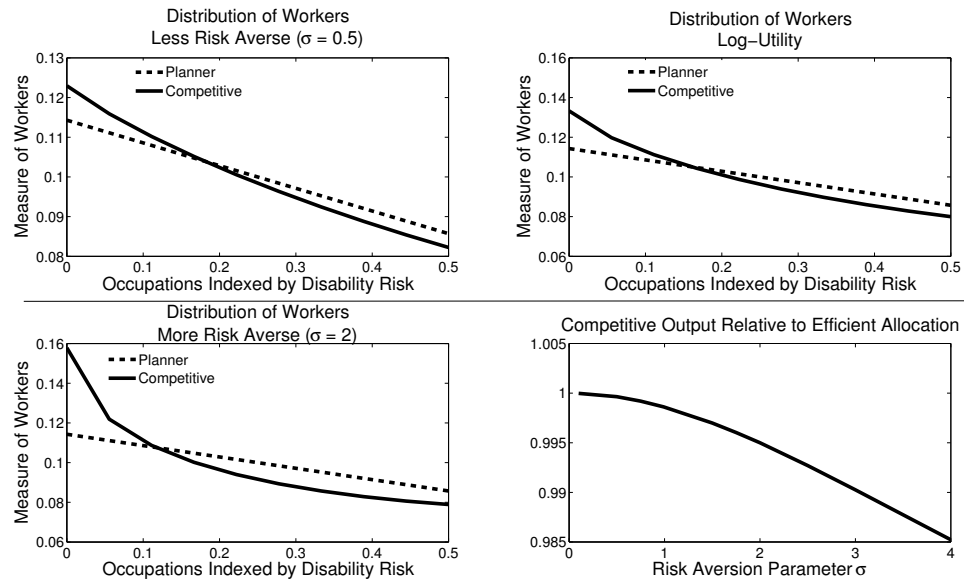 Distribution of Workers
Less Risk Averse (σ = 0.5)
0.13
0.12
0.11
0.1
0.09
0.08
Measure of Workers
Planner
Competitive
0 0.1 0.2 0.3 0.4 0.5
Occupations Indexed by Disability Risk
Distribution of Workers
Log−Utility
0.16
0.14
0.12
0.1
0.08
0.06
Measure of Workers
Planner
Competitive
0 0.1 0.2 0.3 0.4 0.5
Occupations Indexed by Disability Risk
Distribution of Workers
More Risk Averse (σ = 2)
0.16
0.14
0.12
0.1
0.08
0.06
Measure of Workers
Planner
Competitive
0 0.1 0.2 0.3 0.4 0.5
Occupations Indexed by Disability Risk
Competitive Output Relative to Efficient Allocation
1.005
1
0.995
0.99
0.985
0 1 2 3 4
Risk Aversion Parameter σ